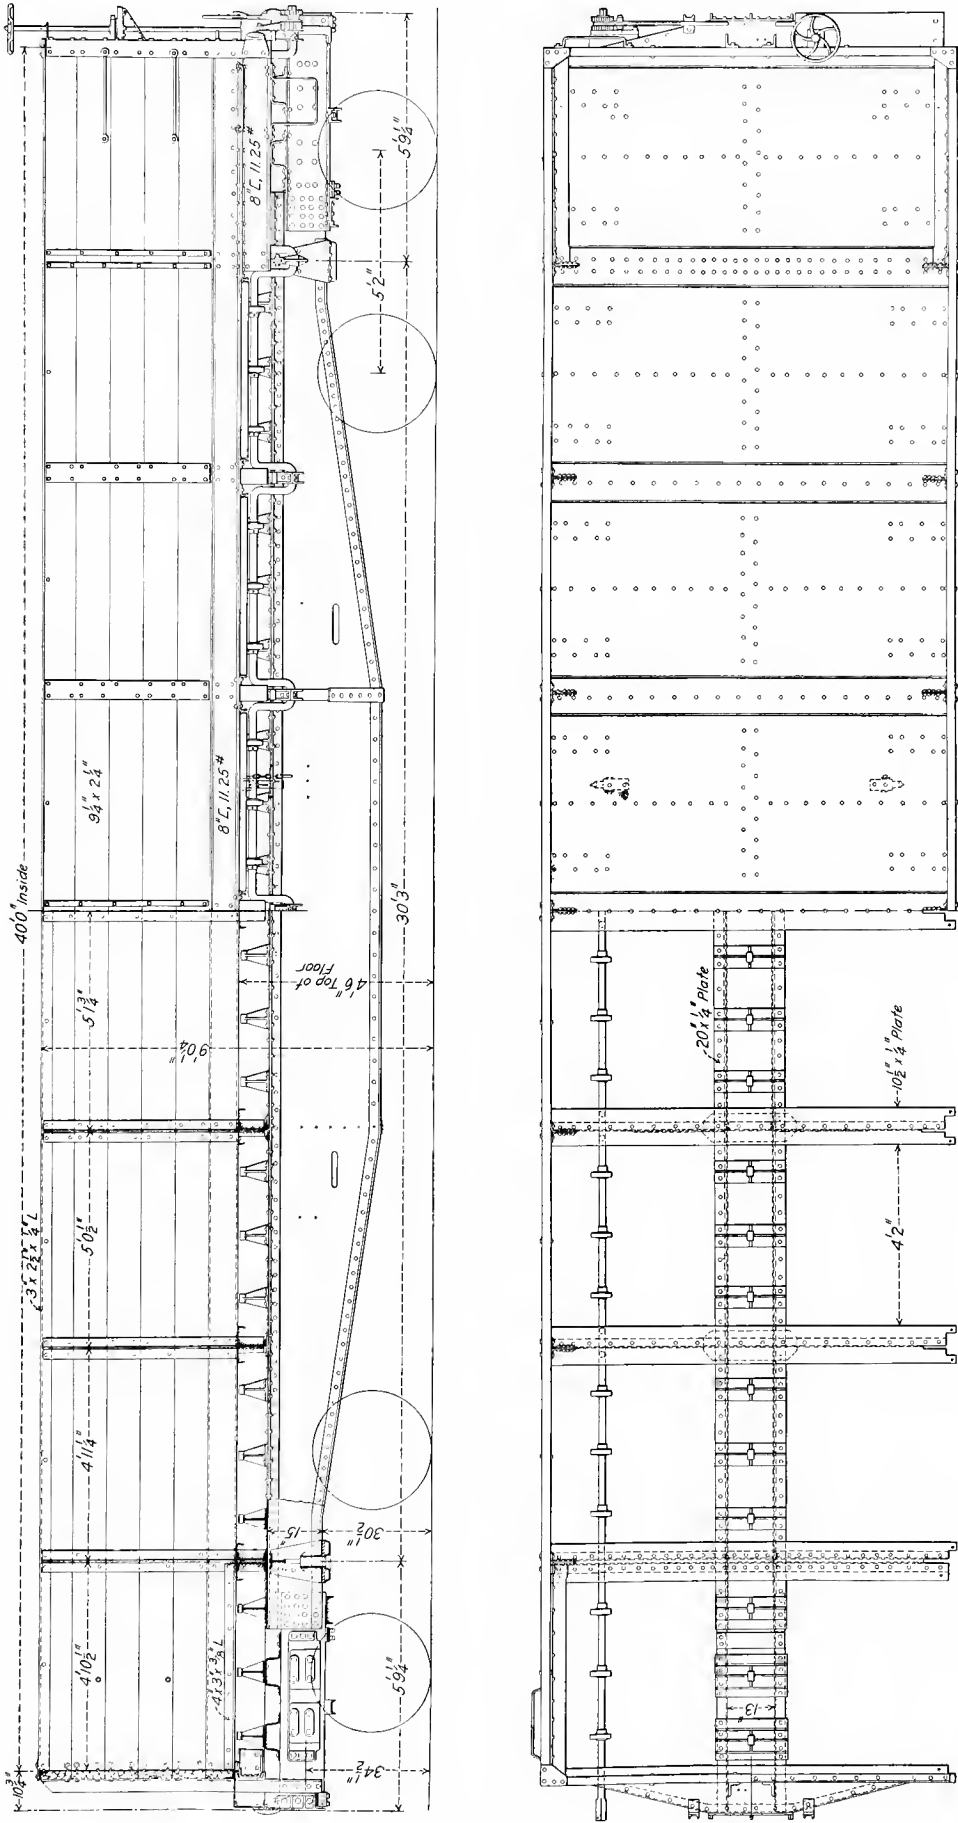 40'0" Inside
10¾"
4'10½"
4'11¼"
5'0½"
5'1¾"
3"x 2½"x ¼" L
9¼" x 2¼"
8"[, 11.25#
8"[, 11.25#
4"x 3"x ⅜" L
9'0¼"
4'6" Top of
Floor
15"
30½"
34½"
5'9¼"
30'3"
5'2"
5'9¼"
20" x ¼" Plate
10½" x ¼" Plate
4'2"
13"